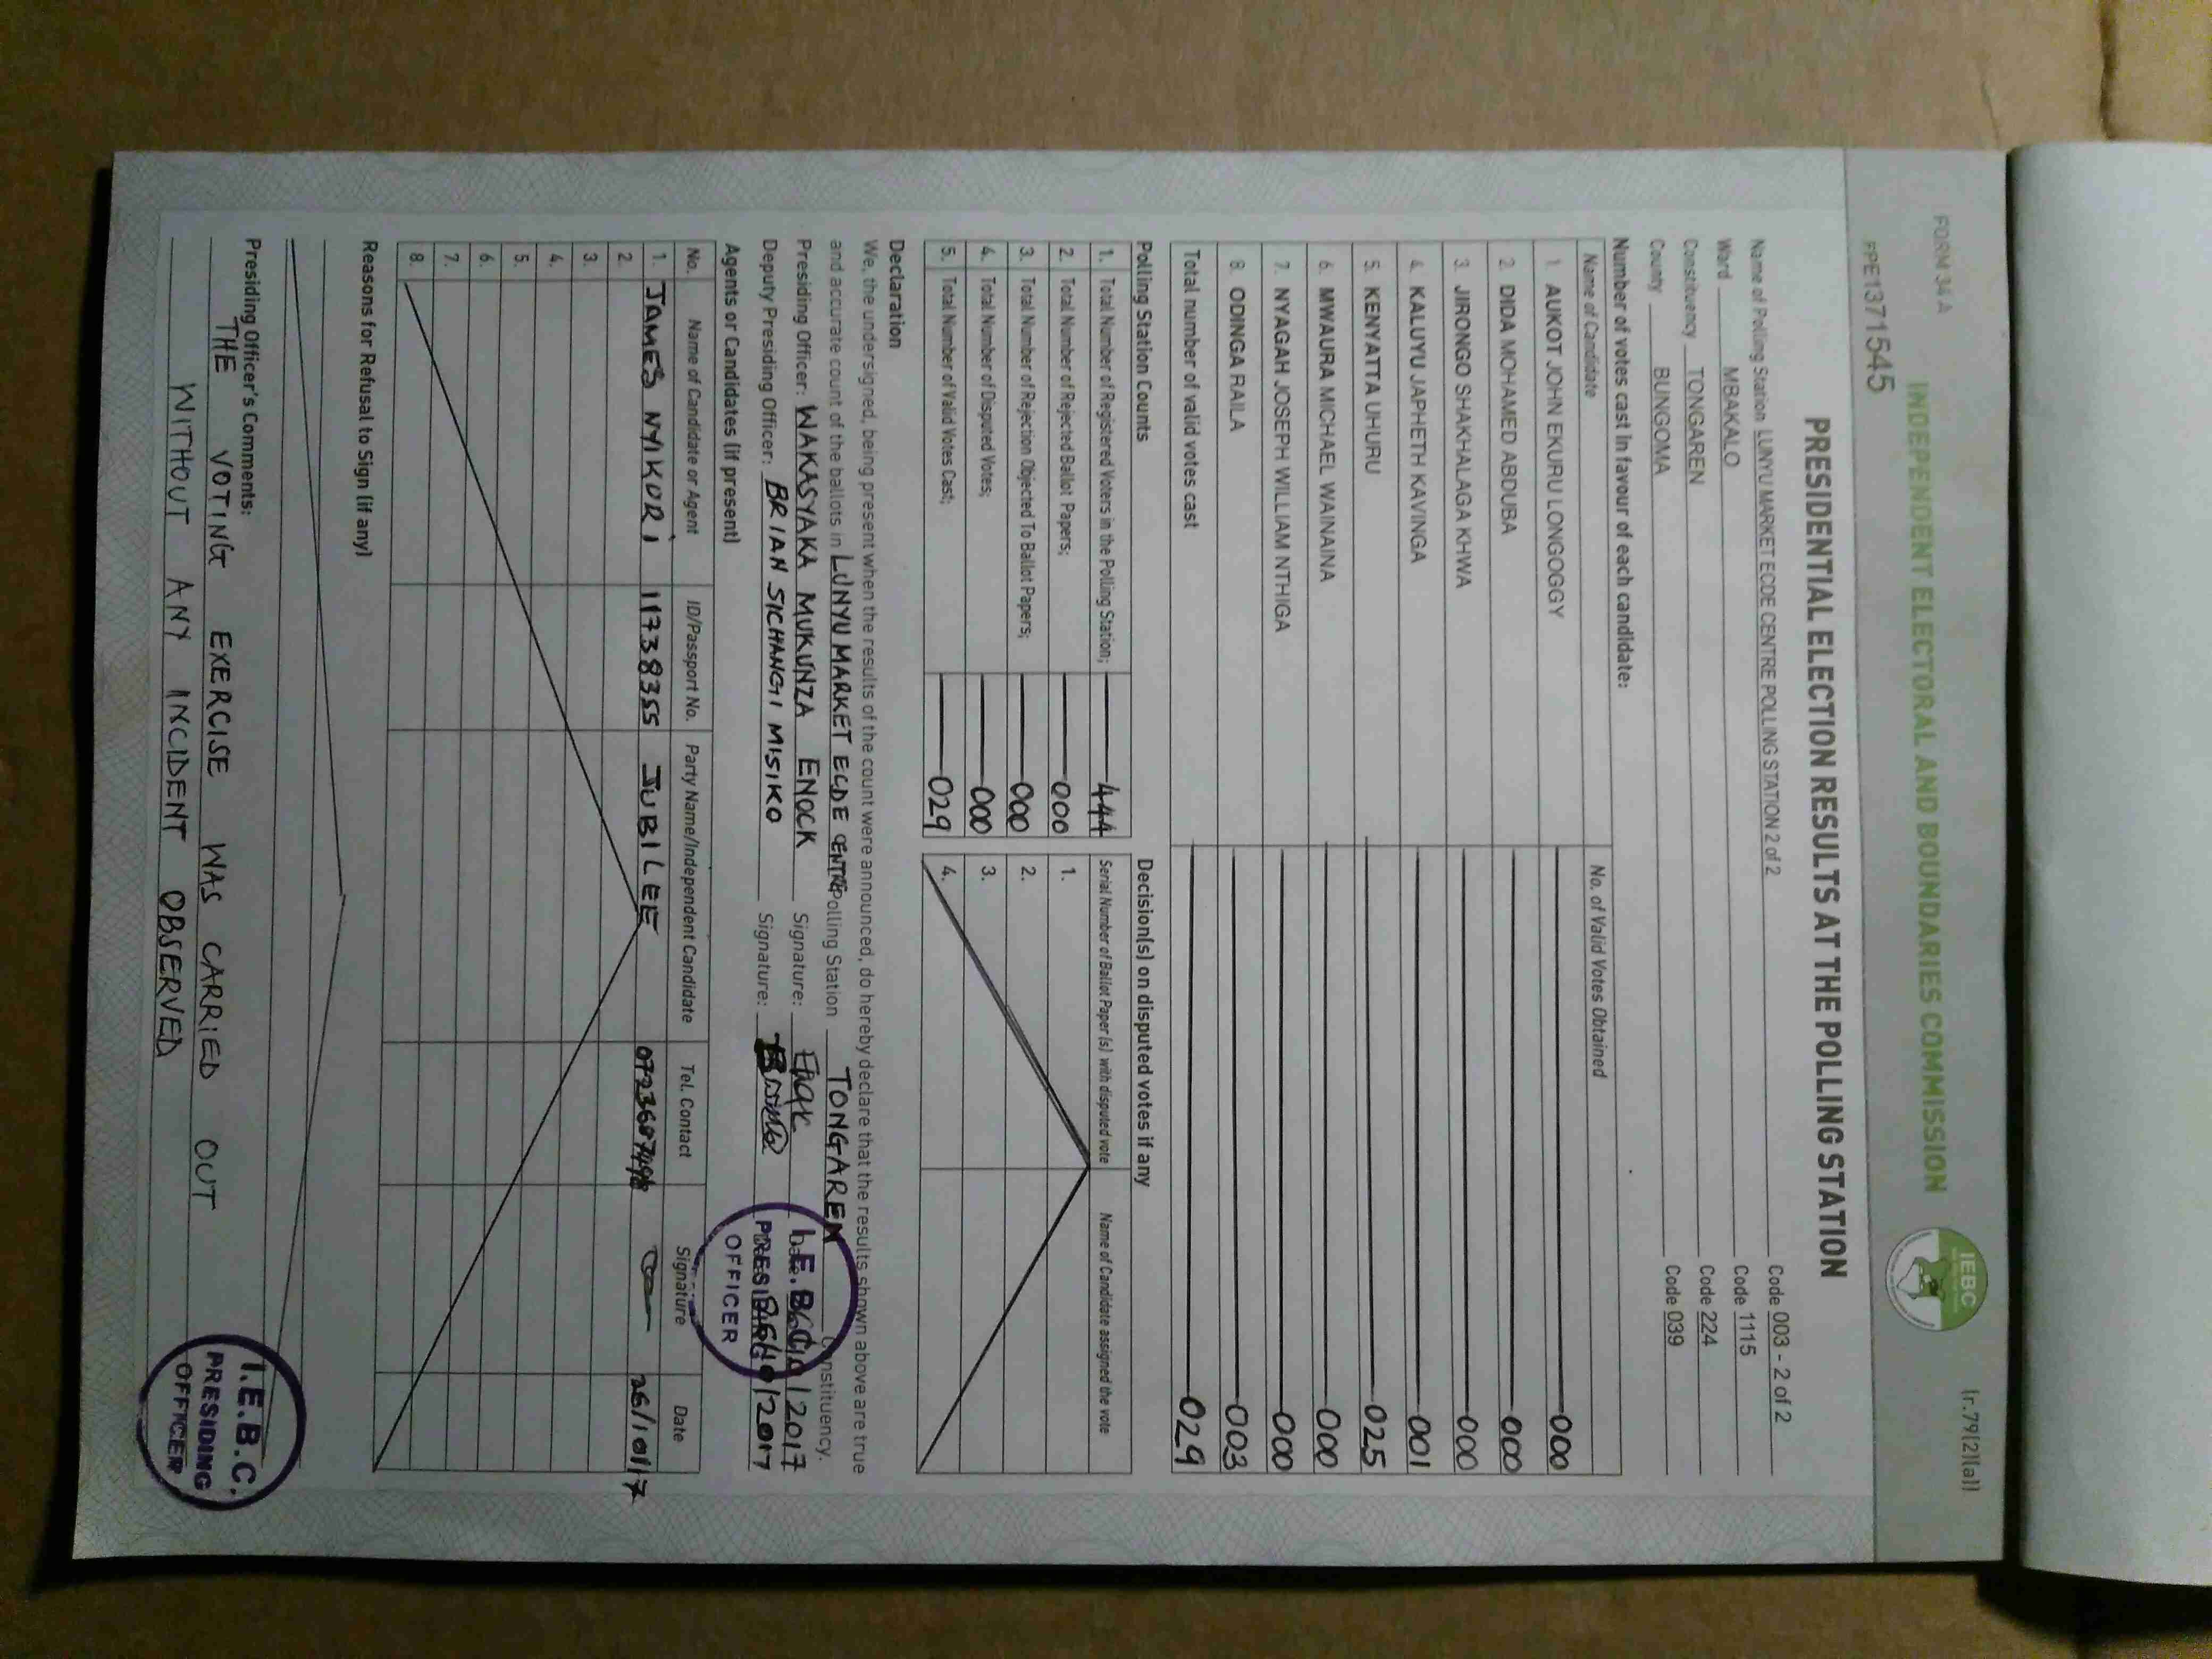 FORM 34 A
(r.79(2)(a))
INDEPENDENT ELECTORAL AND BOUNDARIES COMMISSION
IEBC
FPE1371545
PRESIDENTIAL ELECTION RESULTS AT THE POLLING STATION
Name of Polling Station LUNYU MARKET ECDE CENTRE POLLING STATION 2 of 2 Code 003 - 2 of 2
Ward MBAKALO Code 1115
Constituency TONGAREN Code 224
County BUNGOMA Code 039
Number of votes cast in favour of each candidate:
Name of Candidate No. of Valid Votes Obtained
1. AUKOT JOHN EKURU LONGOGGY 000
2. DIDA MOHAMED ABDUBA 000
3. JIRONGO SHAKHALAGA KHWA 000
4. KALUYU JAPHETH KAVINGA 001
5. KENYATTA UHURU 025
6. MWAURA MICHAEL WAINAINA 000
7. NYAGAH JOSEPH WILLIAM NTHIGA 000
8. ODINGA RAILA 003
Total number of valid votes cast 029
Polling Station Counts
1. Total Number of Registered Voters in the Polling Station; 444
2. Total Number of Rejected Ballot Papers; 000
3. Total Number of Rejection Objected To Ballot Papers; 000
4. Total Number of Disputed Votes; 000
5. Total Number of Valid Votes Cast; 029
Decision(s) on disputed votes if any
Serial Number of Ballot Paper(s) with disputed vote Name of Candidate assigned the vote
1.
2.
3.
4.
Declaration
We, the undersigned, being present when the results of the count were announced, do hereby declare that the results shown above are true
and accurate count of the ballots in LUNYU MARKET ECDE CENTRE Polling Station TONGAREN Constituency.
Presiding Officer: WAKASYAKA MUKUNZA ENOCK Signature: 26/10/2017
Deputy Presiding Officer: BRIAN SICHANGI MISIKO Signature: 26/10/2017
I.E.B.C.
PRESIDING
OFFICER
Agents or Candidates (if present)
No. Name of Candidate or Agent ID/Passport No. Party Name/Independent Candidate Tel. Contact Signature Date
1. JAMES NYIKURI 11738355 JUBILEE 26/10/17
2.
3.
4.
5.
6.
7.
8.
Reasons for Refusal to Sign (if any)
Presiding Officer's Comments:
THE VOTING EXERCISE WAS CARRIED OUT
WITHOUT ANY INCIDENT OBSERVED
I.E.B.C.
PRESIDING
OFFICER